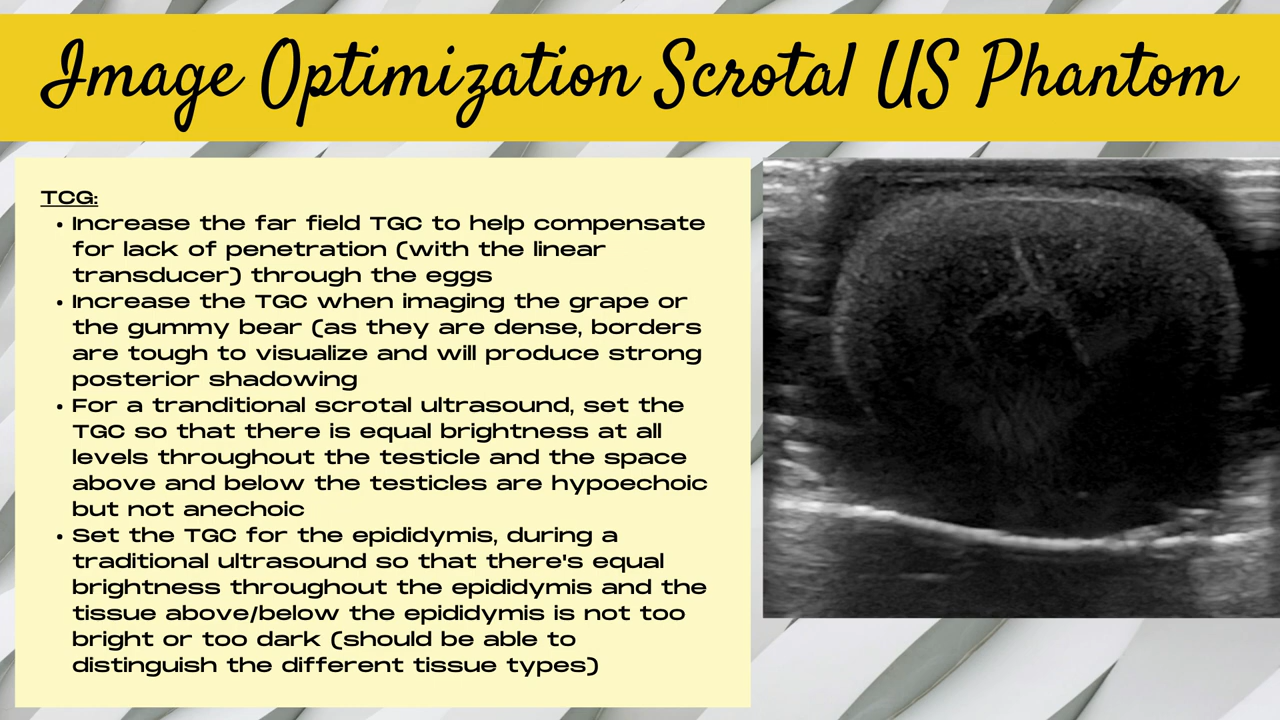 Image Optimization Scrotal US Phantom
TCG:
• Increase the far field TGC to help compensate
for lack of penetration (with the linear
transducer) through the eggs
• Increase the TGC when imaging the grape or
the gummy bear (as they are dense, borders
are tough to visualize and will produce strong
posterior shadowing
• For a tranditional scrotal ultrasound, set the
TGC so that there is equal brightness at all
levels throughout the testicle and the space
above and below the testicles are hypoechoic
but not anechoic
• Set the TGC for the epididymis, during a
traditional ultrasound so that there's equal
brightness throughout the epididymis and the
tissue above/below the epididymis is not too
bright or too dark (should be able to
distinguish the different tissue types)